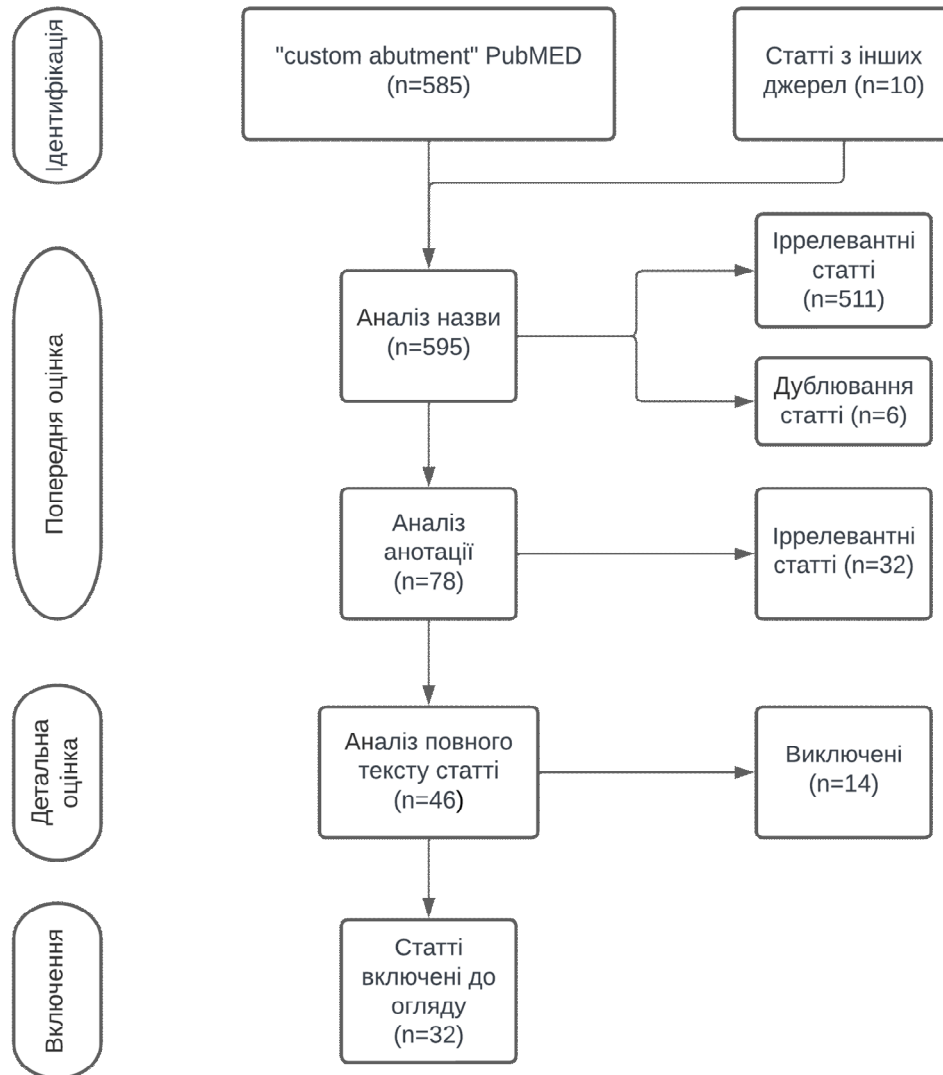 Ідентифікація
"custom abutment" PubMED
(n=585)
Статті з інших
джерел (n=10)
Попередня оцінка
Аналіз назви
(n=595)
Іррелевантні
статті
(n=511)
Дублювання
статті (n=6)
Аналіз
анотації
(n=78)
Іррелевантні
статті (n=32)
Детальна
оцінка
Аналіз повного
тексту статті
(n=46)
Виключені
(n=14)
Включення
Статті
включені до
огляду
(n=32)